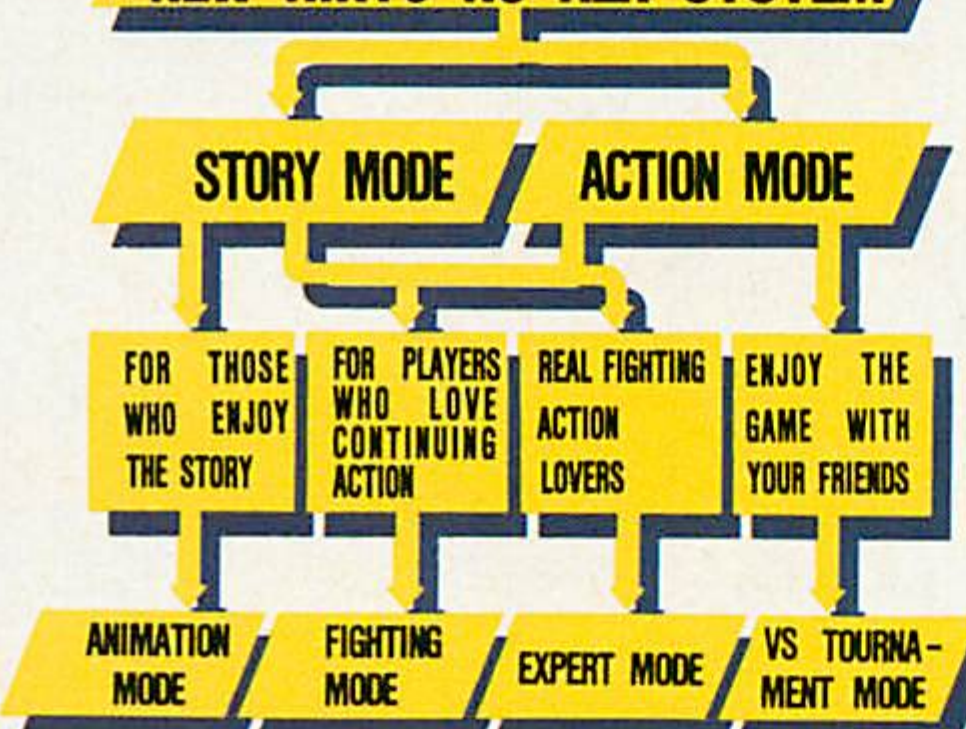 STORY MODE
ACTION MODE
FOR THOSE
WHO ENJOY
THE STORY
FOR PLAYERS
WHO LOVE
CONTINUING
ACTION
REAL FIGHTING
ACTION
LOVERS
ENJOY THE
GAME WITH
YOUR FRIENDS
ANIMATION
MODE
FIGHTING
MODE
EXPERT MODE
VS TOURNA-
MENT MODE